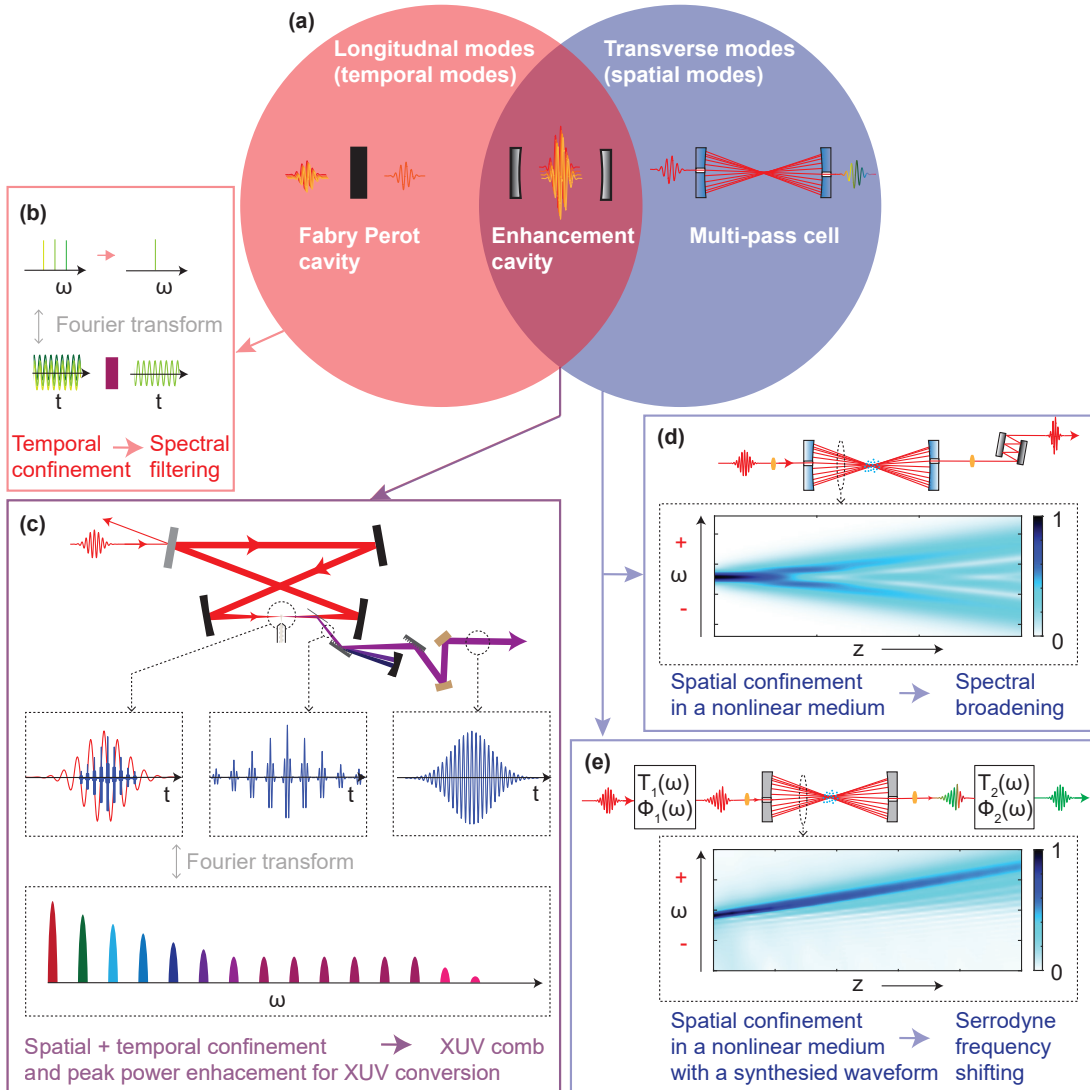 (a)
Longitudnal modes
(temporal modes)
Transverse modes
(spatial modes)
Fabry Perot
cavity
Enhancement
cavity
Multi-pass cell
(b)
ω
ω
Fourier transform
t
t
Temporal
confinement
Spectral
filtering
(c)
t
t
t
Fourier transform
ω
Spatial + temporal confinement
and peak power enhacement for XUV conversion
XUV comb
(d)
+
ω
-
z
1
0
Spatial confinement
in a nonlinear medium
Spectral
broadening
(e)
T1(ω)
Φ1(ω)
T2(ω)
Φ2(ω)
+
ω
-
z
1
0
Spatial confinement
in a nonlinear medium
with a synthesied waveform
Serrodyne
frequency
shifting